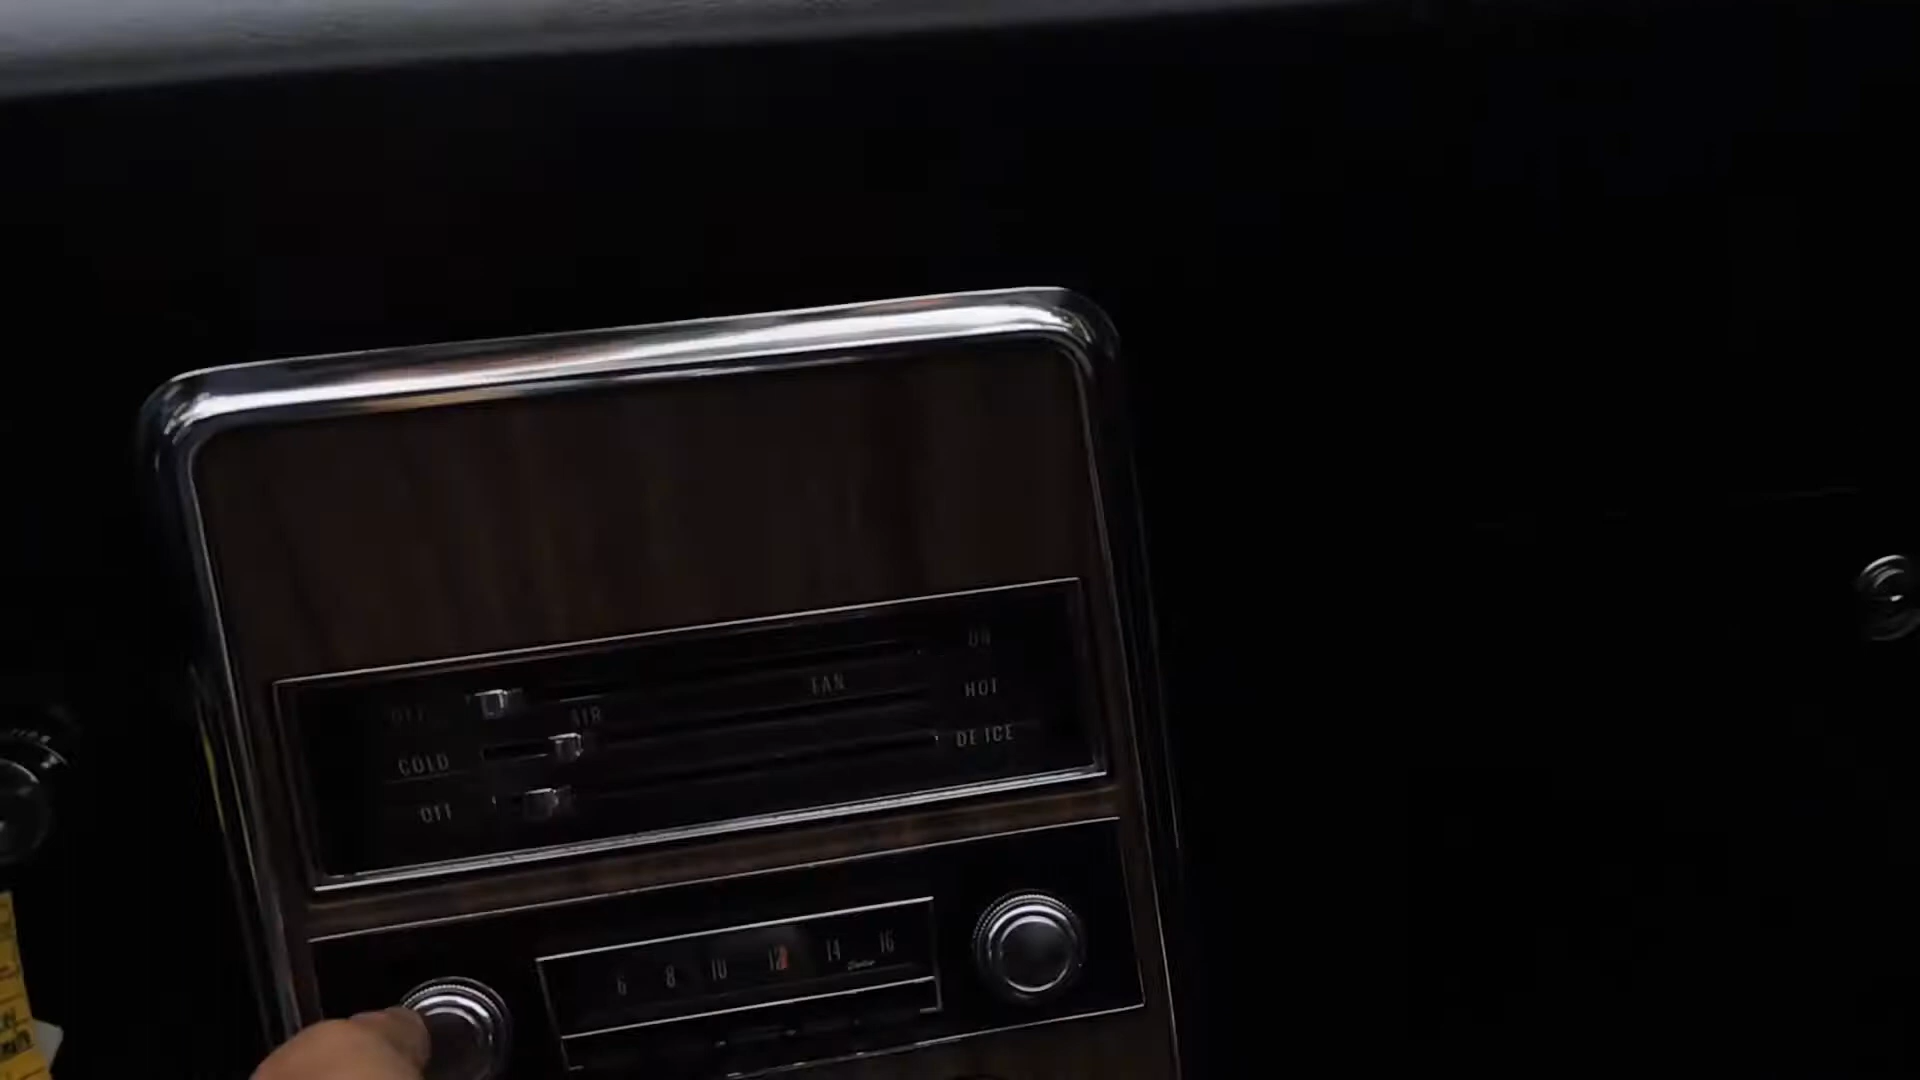 OFF ON
AIR FAN
COLD HOT
OFF DE ICE
6 8 10 12 14 16